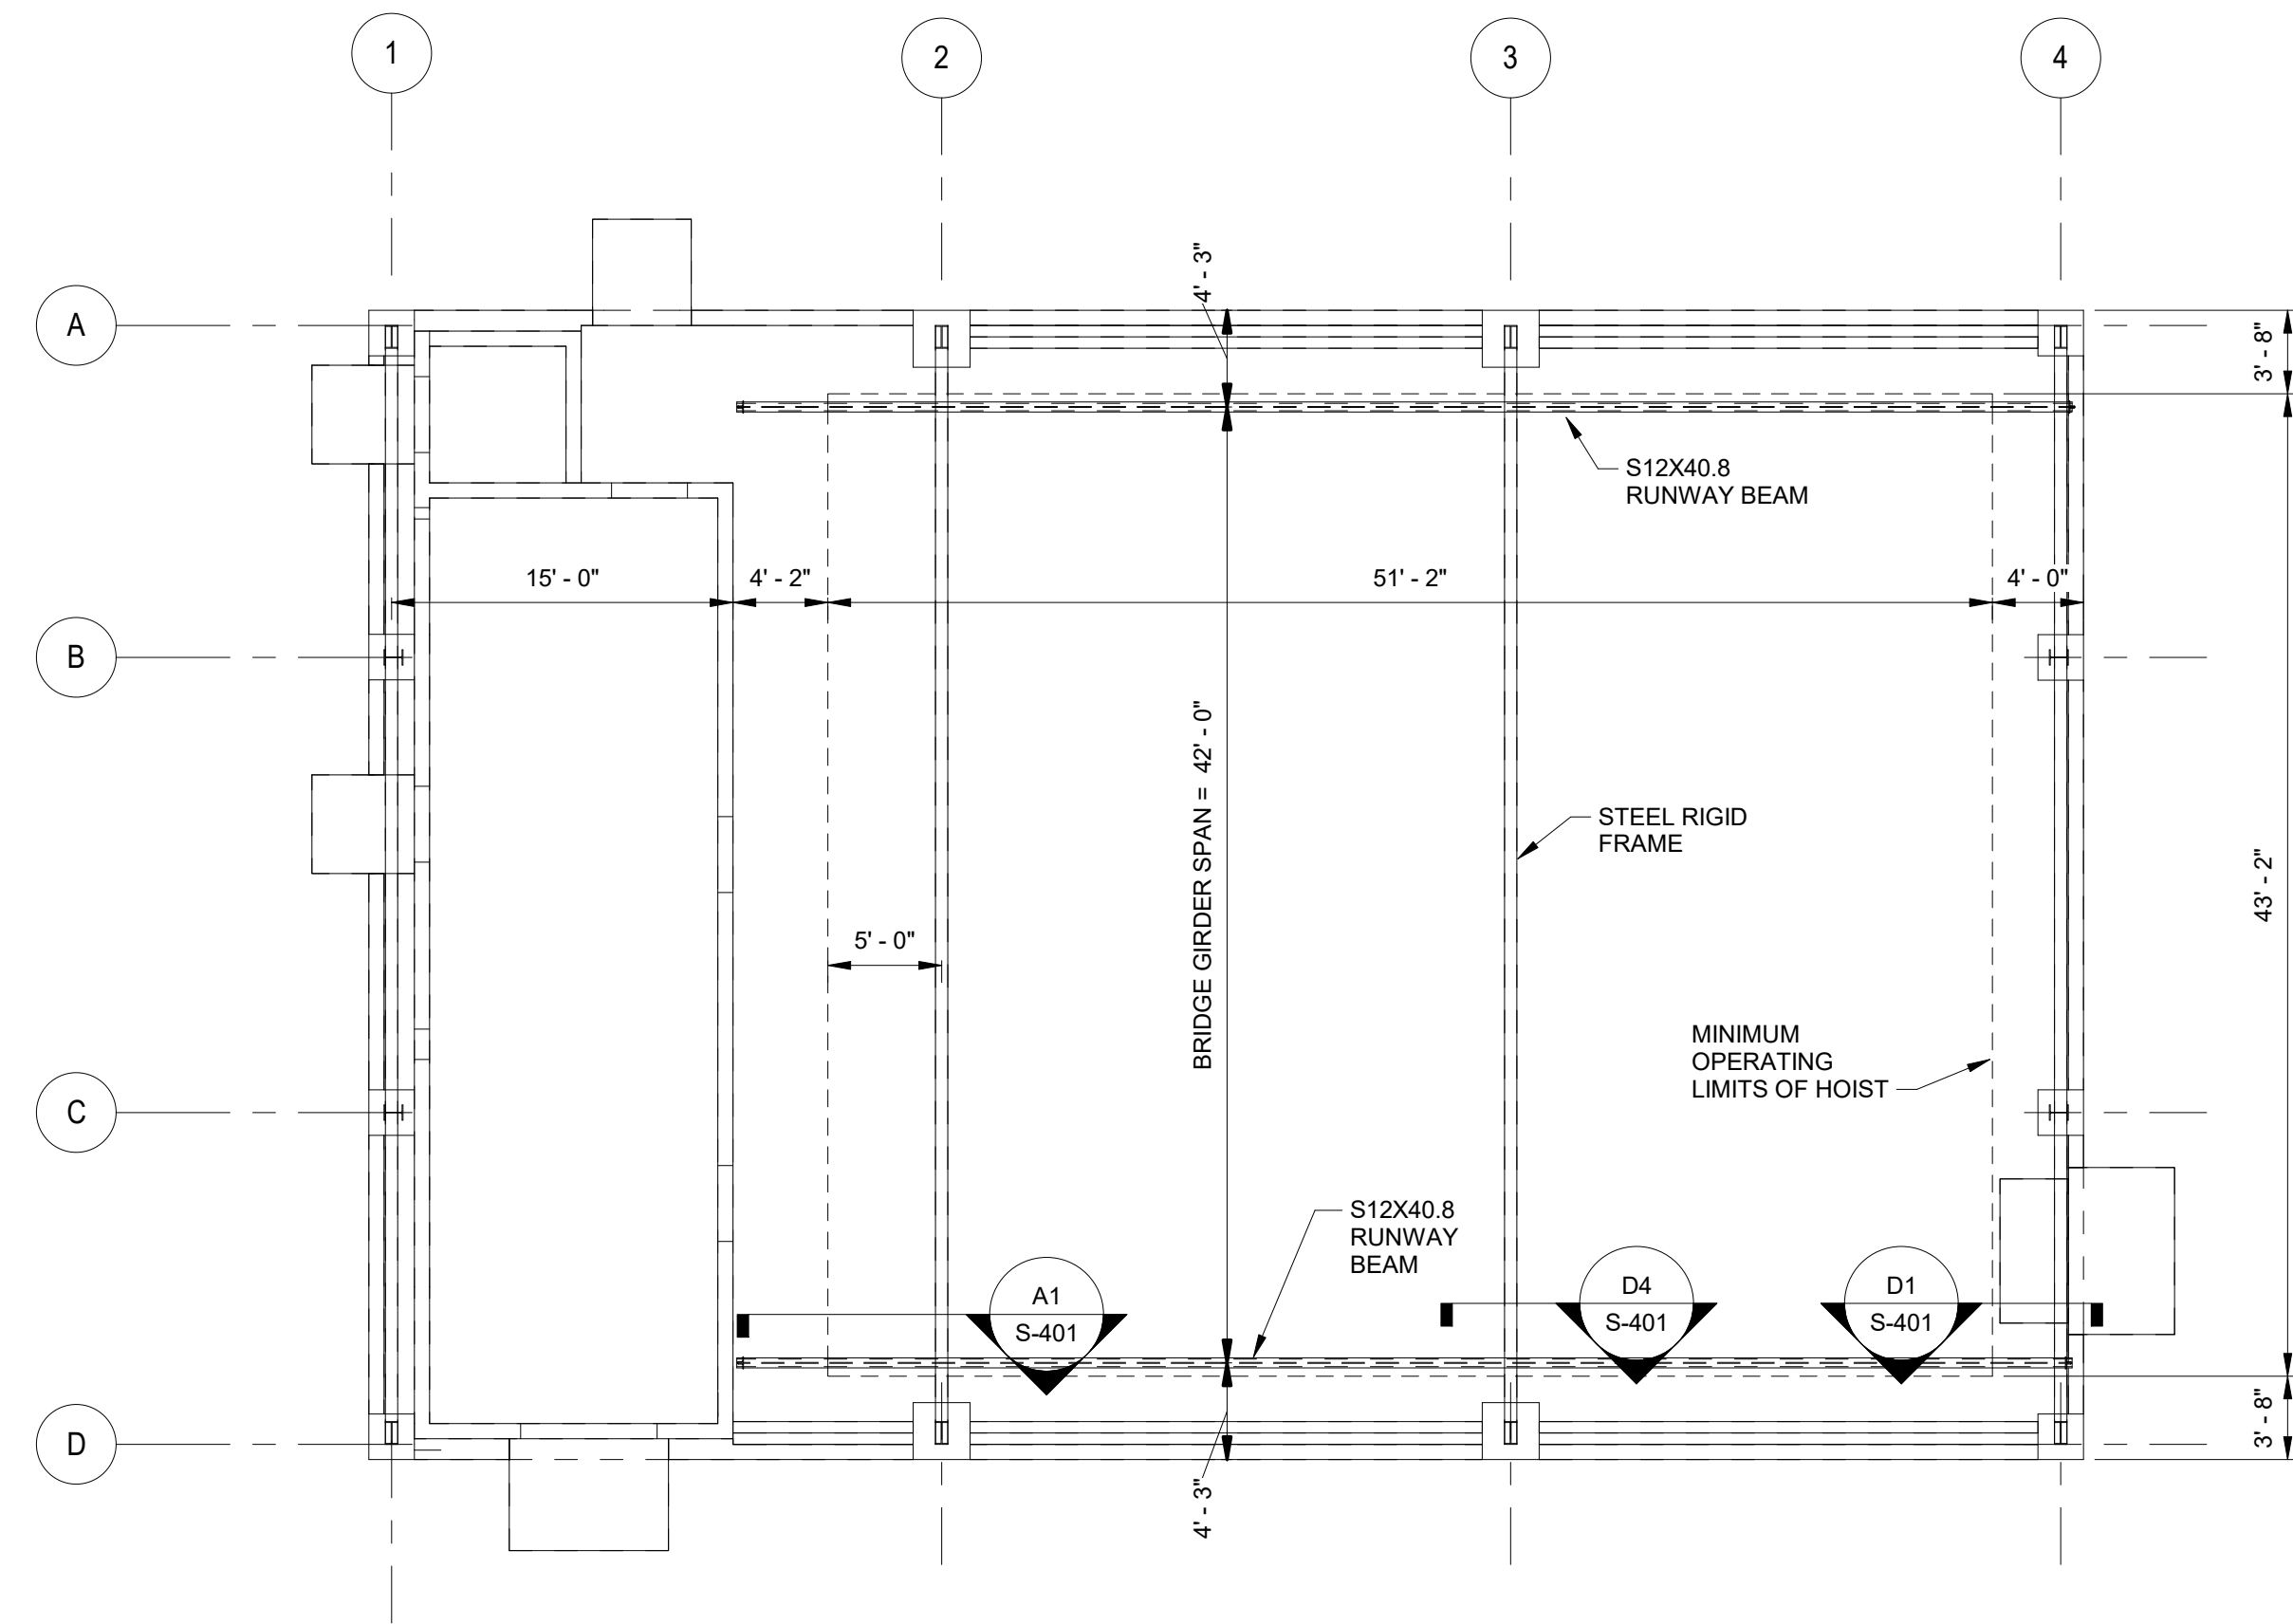 1
2
3
4
A
4' - 3"
3' - 8"
S12X40.8
RUNWAY BEAM
15' - 0"
4' - 2"
51' - 2"
4' - 0"
B
BRIDGE GIRDER SPAN = 42' - 0"
STEEL RIGID
FRAME
43' - 2"
5' - 0"
MINIMUM
OPERATING
LIMITS OF HOIST
C
S12X40.8
RUNWAY
BEAM
A1
S-401
D4
S-401
D1
S-401
D
4' - 3"
3' - 8"